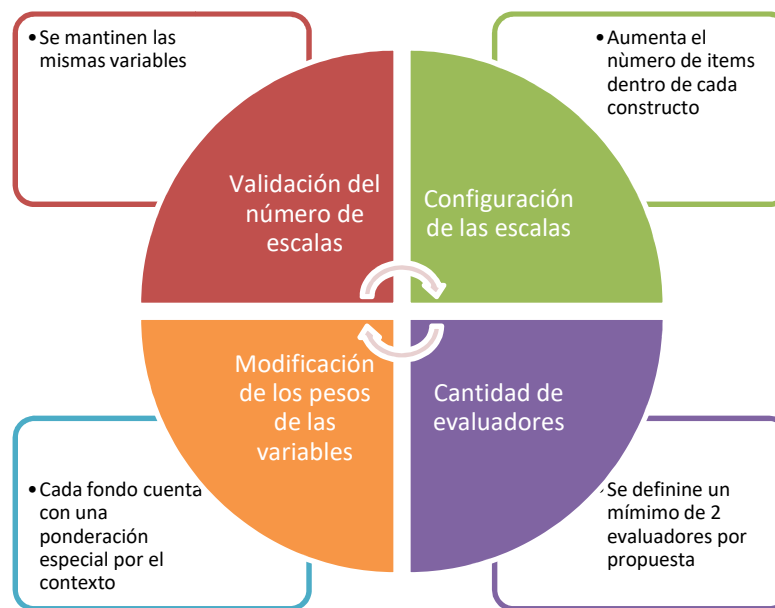 •Se mantinen las
mismas variables
•Aumenta el
nùmero de items
dentro de cada
constructo
Validación del
número de
escalas
Configuración
de las escalas
Modificación
de los pesos
de las
variables
Cantidad de
evaluadores
•Cada fondo cuenta
con una
ponderación
especial por el
contexto
•Se definine un
mímimo de 2
evaluadores por
propuesta